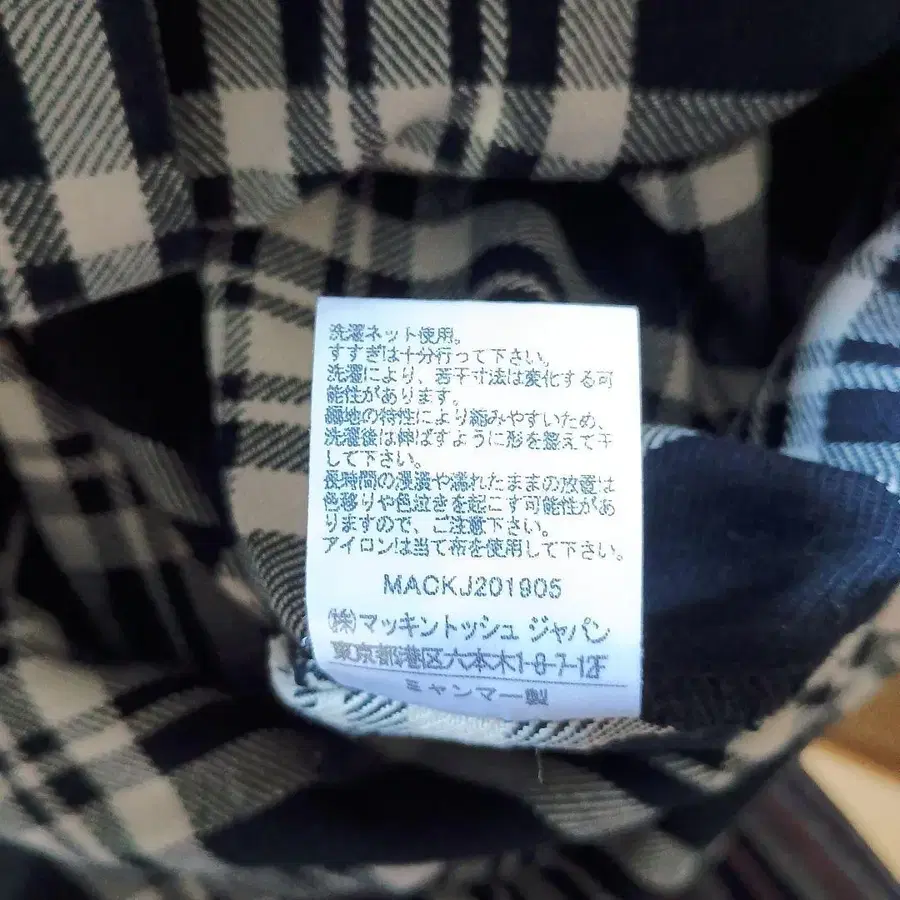 洗濯ネット使用。
すすぎは十分行って下さい。
洗濯により、若干寸法は変化する可
能性があります。
編地の特性により縮みやすいため、
洗濯後は伸ばすように形を整えて干
して下さい。
長時間の浸漬や濡れたままの放置は
色移りや色泣きを起こす可能性があ
りますので、ご注意下さい。
アイロンは当て布を使用して下さい。
MACKJ201905
(株)マッキントッシュ ジャパン
東京都港区六本木1-8-7-12F
ミャンマー製